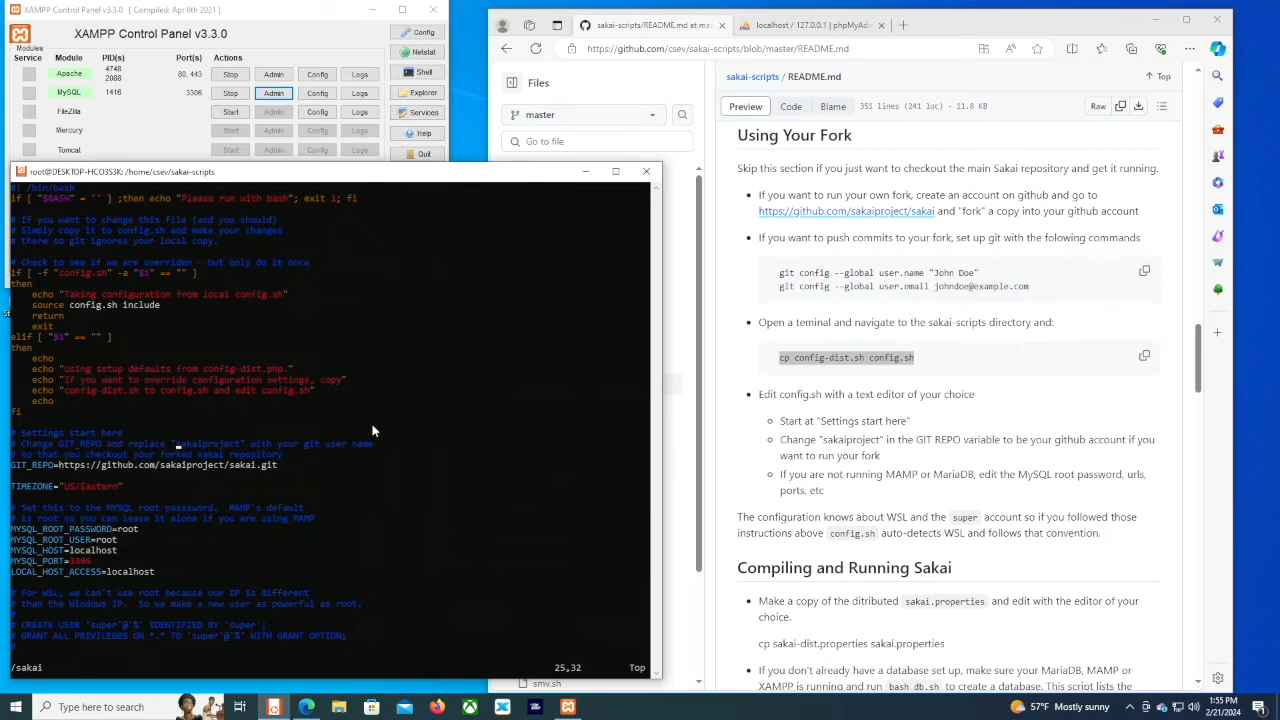 XAMPP Control Panel v3.3.0 [ Compiled: Apr 6th 2021 ]
XAMPP Control Panel v3.3.0
Config
Modules
Service Module PID(s) Port(s) Actions
Netstat
Apache 4748 2088 80, 443 Stop Admin Config Logs
Shell
MySQL 1416 3306 Stop Admin Config Logs
Explorer
FileZilla Start Admin Config Logs
Services
Mercury Start Admin Config Logs
Help
Tomcat Start Admin Config Logs
Quit
root@DESKTOP-HCO3S3K: /home/csev/sakai-scripts
#! /bin/bash
if [ "$BASH" = "" ] ;then echo "Please run with bash"; exit 1; fi
# If you want to change this file (and you should)
# Simply copy it to config.sh and make your changes
# there so git ignores your local copy.
# Check to see if we are overriden - but only do it once
if [ -f "config.sh" -a "$1" == "" ]
then
echo "Taking configuration from local config.sh"
source config.sh include
return
exit
elif [ "$1" == "" ]
then
echo
echo "Using setup defaults from config-dist.php."
echo "If you want to override configuration settings, copy"
echo "config-dist.sh to config.sh and edit config.sh"
echo
fi
# Settings start here
# Change GIT_REPO and replace "sakaiproject" with your git user name
# so that you checkout your forked sakai repository
GIT_REPO=https://github.com/sakaiproject/sakai.git
TIMEZONE="US/Eastern"
# Set this to the MYSQL root passsword.  MAMP's default
# is root so you can leave it alone if you are using MAMP
MYSQL_ROOT_PASSWORD=root
MYSQL_ROOT_USER=root
MYSQL_HOST=localhost
MYSQL_PORT=3306
LOCAL_HOST_ACCESS=localhost
# For WSL, we can't use root because our IP is different
# than the Windows IP.  So we make a new user as powerful as root.
#
# CREATE USER 'super'@'%' IDENTIFIED BY 'super';
# GRANT ALL PRIVILEGES ON *.* TO 'super'@'%' WITH GRANT OPTION;
#
/sakai 25,32 Top
sakai-scripts/README.md at mas
localhost / 127.0.0.1 | phpMyAdm
https://github.com/csev/sakai-scripts/blob/master/README.md
Files
master
Go to file
smv.sh
sakai-scripts / README.md
Top
Preview Code Blame 351 lines (241 loc)
Raw
Using Your Fork
Skip this section if you just want to checkout the main Sakai repository and get it running.
If you want to run your own fork, create an account on github and go to
https://github.com/sakaiproject/sakai and "fork" a copy into your github account
If you want to push commits to your fork, set up git with the folowing commands
git config --global user.name "John Doe"
git config --global user.email johndoe@example.com
Open a teminal and navigate to the sakai-scripts directory and:
cp config-dist.sh config.sh
Edit config.sh with a text editor of your choice
Start at "Settings start here"
Change "sakaiproject" in the GIT REPO variable to be your github account if you
want to run your fork
If you are not running MAMP or MariaDB, edit the MySQL root password, urls,
ports, etc
The configuration knows about WSL and the super account so if you followed those
instructions above config.sh auto-detects WSL and follows that convention.
Compiling and Running Sakai
Make a copy of the ditributed sakai.properties and edit with the editor of your
choice.
cp sakai-dist.properties sakai.properties
If you don't already have a database set up, make sure your MariaDB, MAMP or
XAMPP is running and run bash db.sh to create a database. This script lists the
Type here to search
57°F Mostly sunny
1:55 PM
2/21/2024